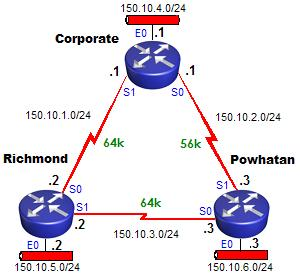 150.10.4.0/24
E0 .1
Corporate
.1 .1
S1 S0
150.10.1.0/24
150.10.2.0/24
64k 56k
Richmond
Powhatan
.2
S0
S1 .3
S1
64k
S0
.2
.3
150.10.3.0/24
E0 .2
E0 .3
150.10.5.0/24
150.10.6.0/24